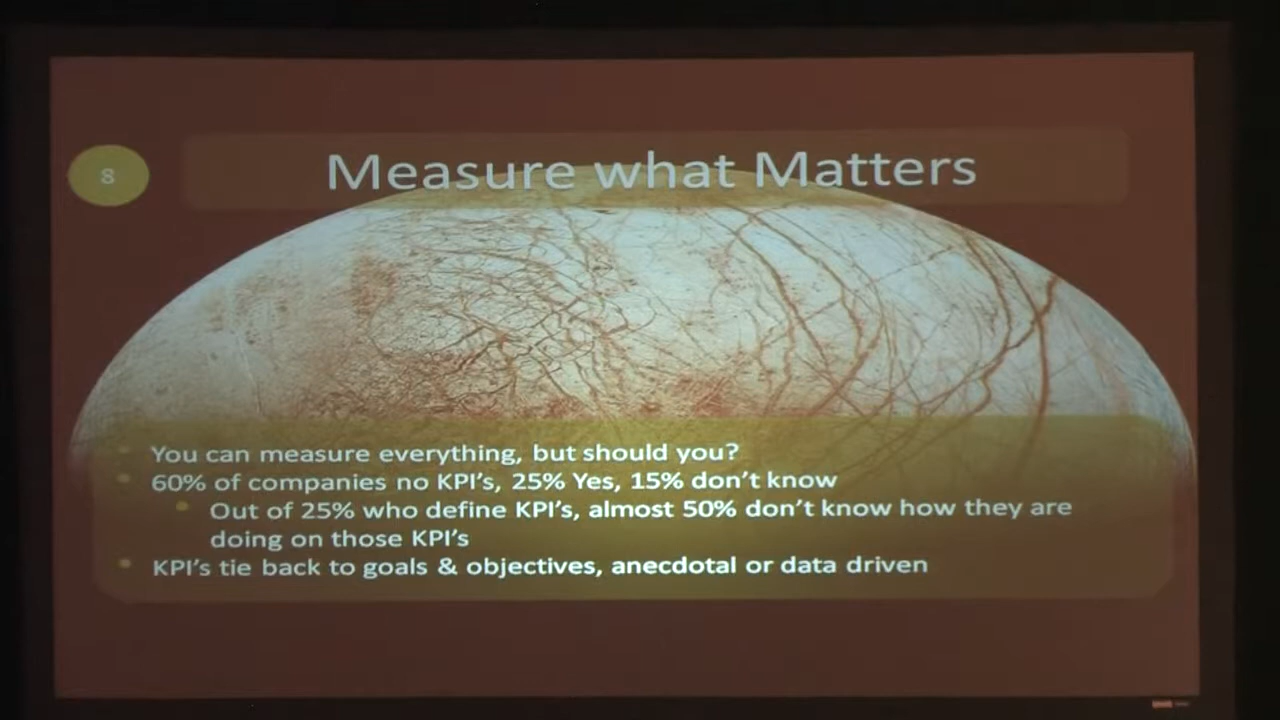 8
Measure what Matters
You can measure everything, but should you?
60% of companies no KPI's, 25% Yes, 15% don't know
Out of 25% who define KPI's, almost 50% don't know how they are
doing on those KPI's
KPI's tie back to goals & objectives, anecdotal or data driven